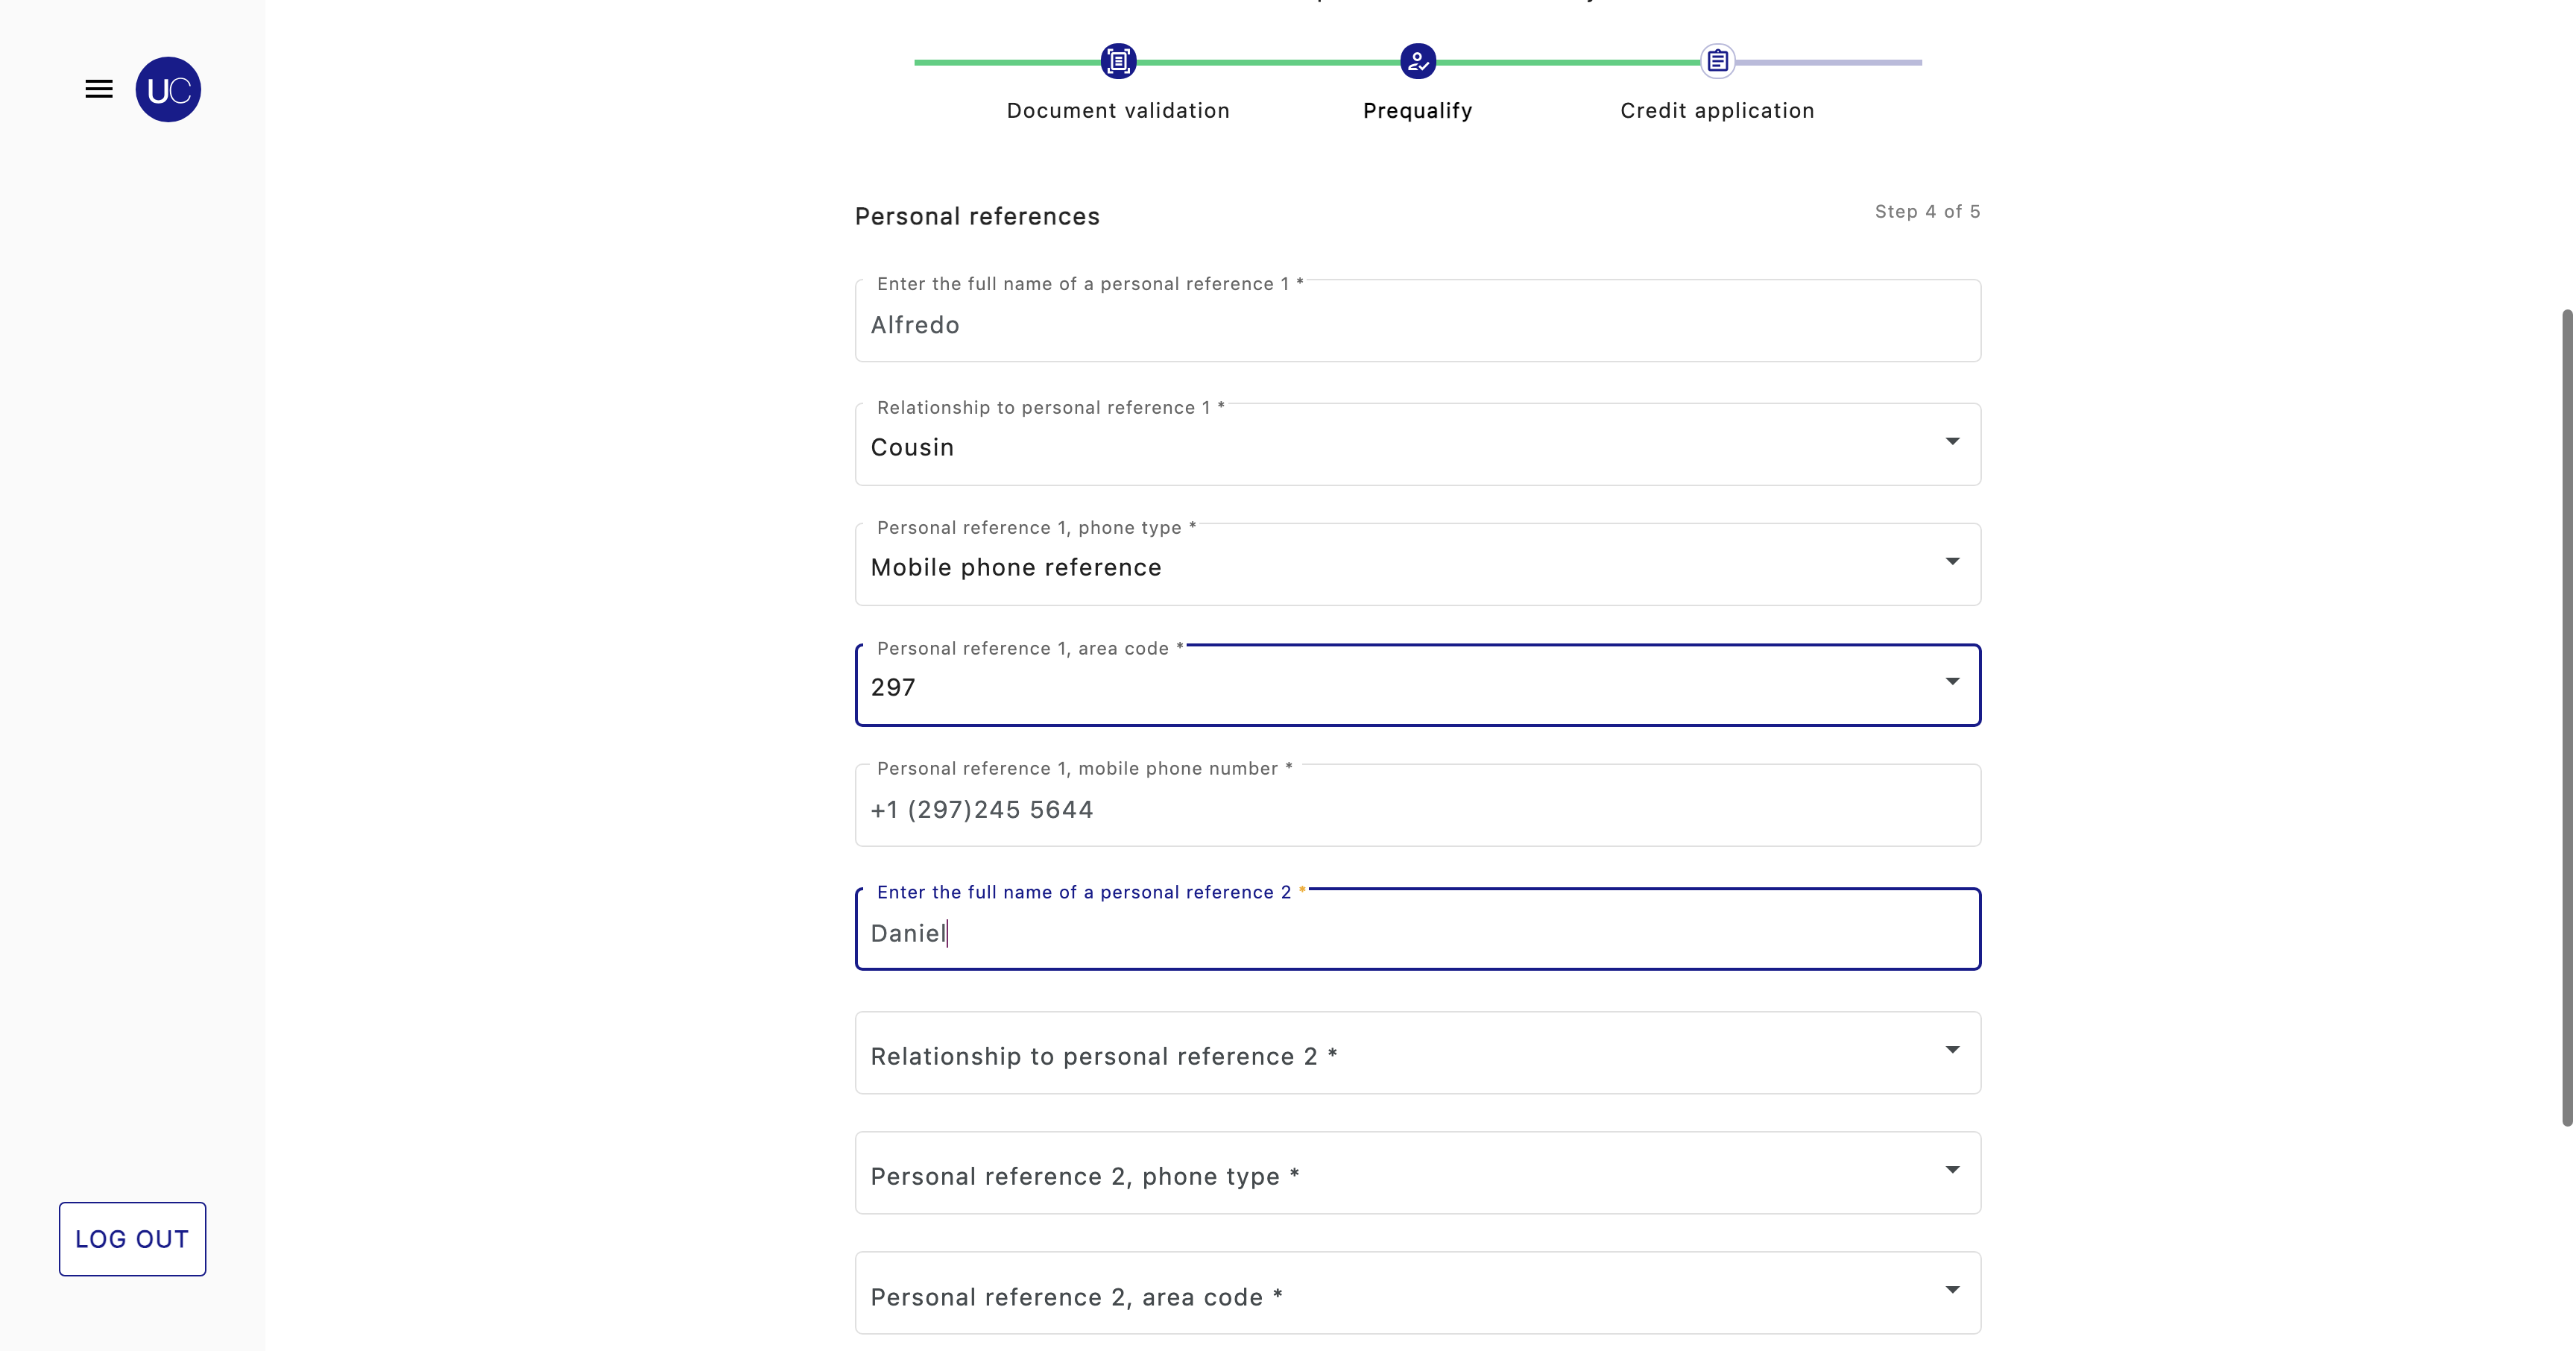 UC
Document validation
Prequalify
Credit application
Personal references
Step 4 of 5
Enter the full name of a personal reference 1 *
Alfredo
Relationship to personal reference 1 *
Cousin
Personal reference 1, phone type *
Mobile phone reference
Personal reference 1, area code *
297
Personal reference 1, mobile phone number *
+1 (297)245 5644
Enter the full name of a personal reference 2 *
Daniel
Relationship to personal reference 2 *
Personal reference 2, phone type *
LOG OUT
Personal reference 2, area code *